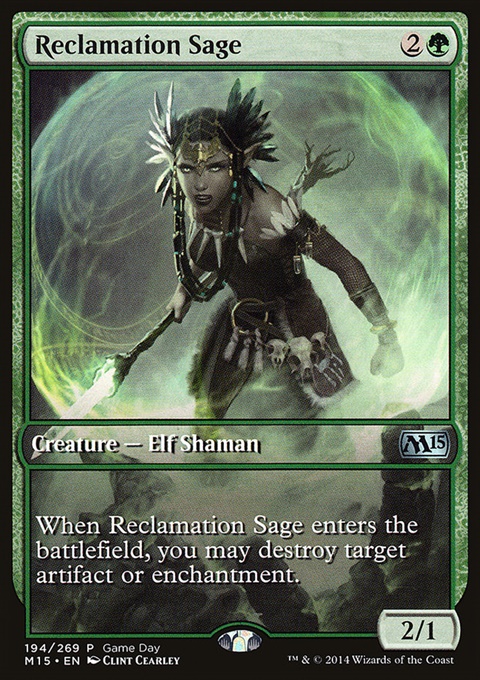 Reclamation Sage 2
Creature — Elf Shaman M15
When Reclamation Sage enters the
battlefield, you may destroy target
artifact or enchantment.
2/1
194/269 P Game Day
M15 • EN Clint Cearley ™ & © 2014 Wizards of the Coast